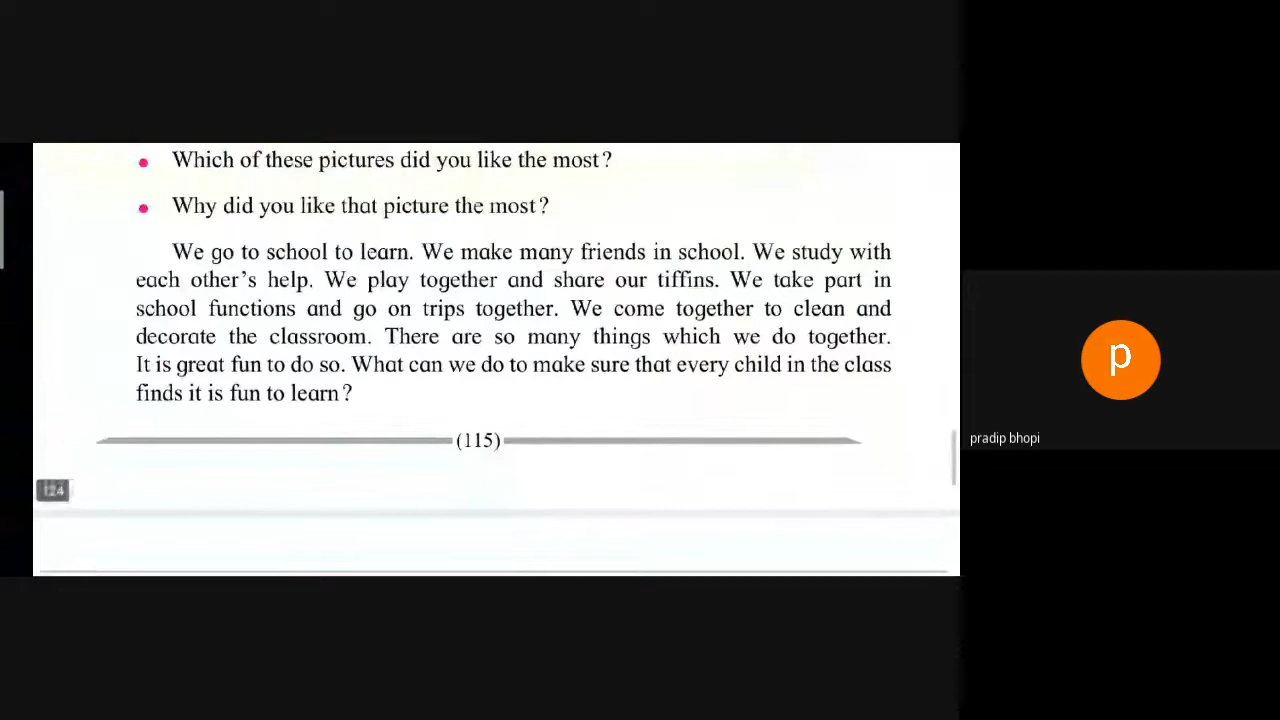 • Which of these pictures did you like the most?
• Why did you like that picture the most?
We go to school to learn. We make many friends in school. We study with
each other’s help. We play together and share our tiffins. We take part in
school functions and go on trips together. We come together to clean and
decorate the classroom. There are so many things which we do together.
It is great fun to do so. What can we do to make sure that every child in the class
finds it is fun to learn?
(115)
124
p
pradip bhopi